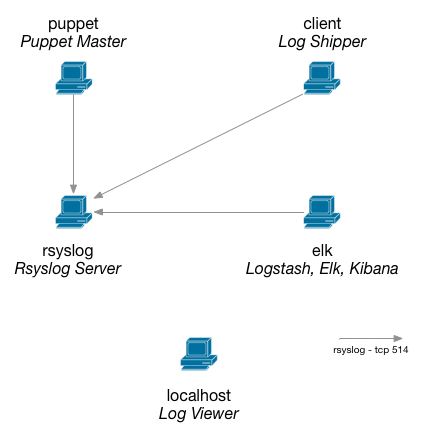 puppet
Puppet Master
client
Log Shipper
rsyslog
Rsyslog Server
elk
Logstash, Elk, Kibana
rsyslog - tcp 514
localhost
Log Viewer